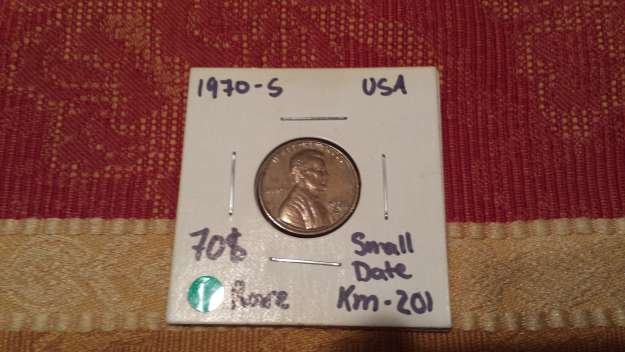 1970-S USA
70$ Small
Date
Rare Km-201